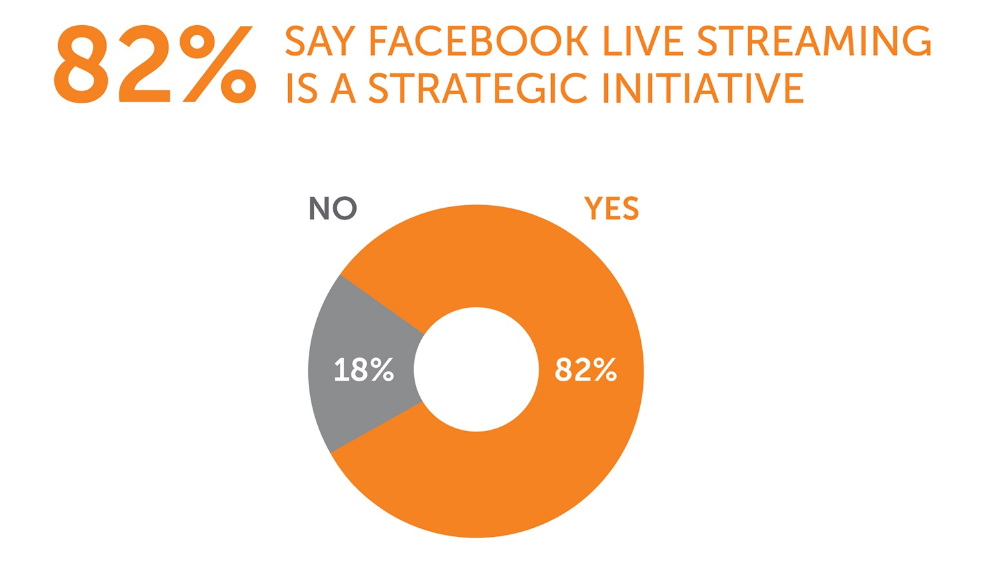 82% SAY FACEBOOK LIVE STREAMING
IS A STRATEGIC INITIATIVE
NO
YES
18%
82%